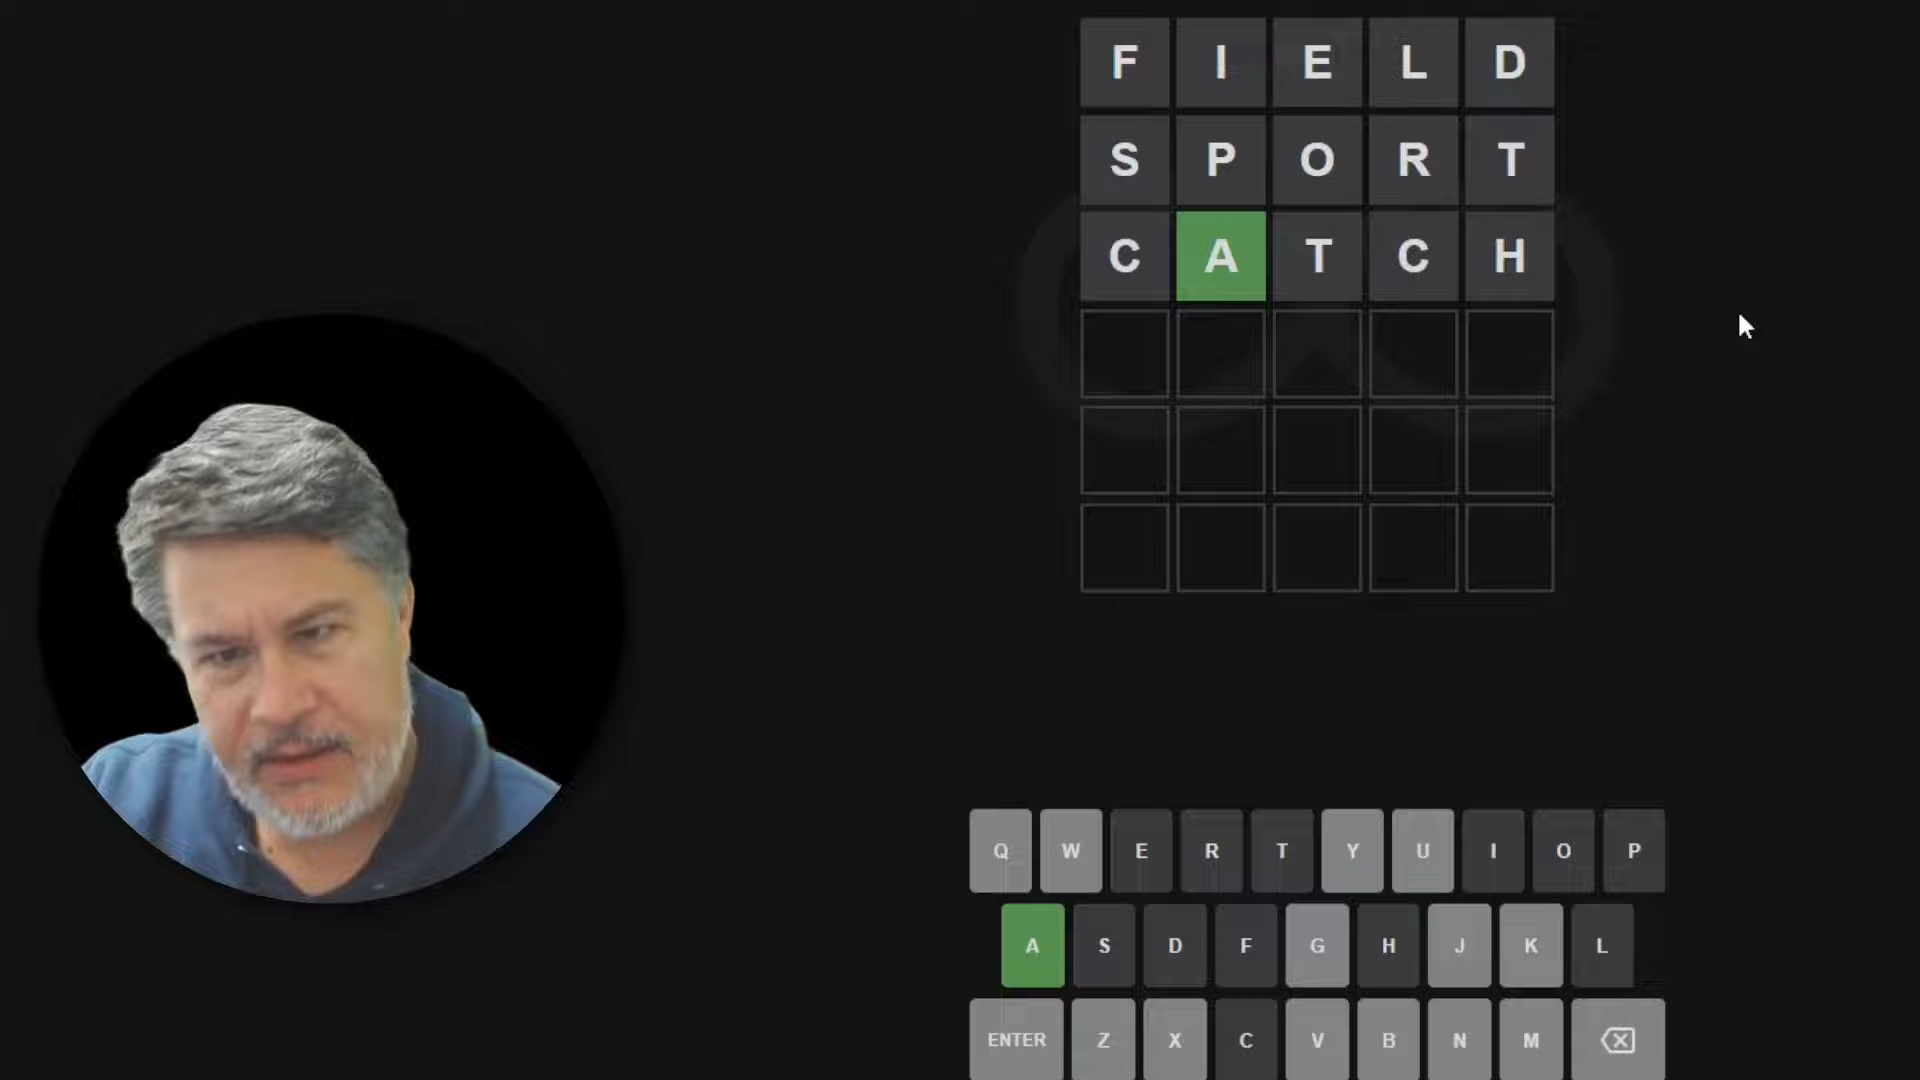 F I E L D
S P O R T
C A T C H
Q W E R T Y U I O P
A S D F G H J K L
ENTER Z X C V B N M